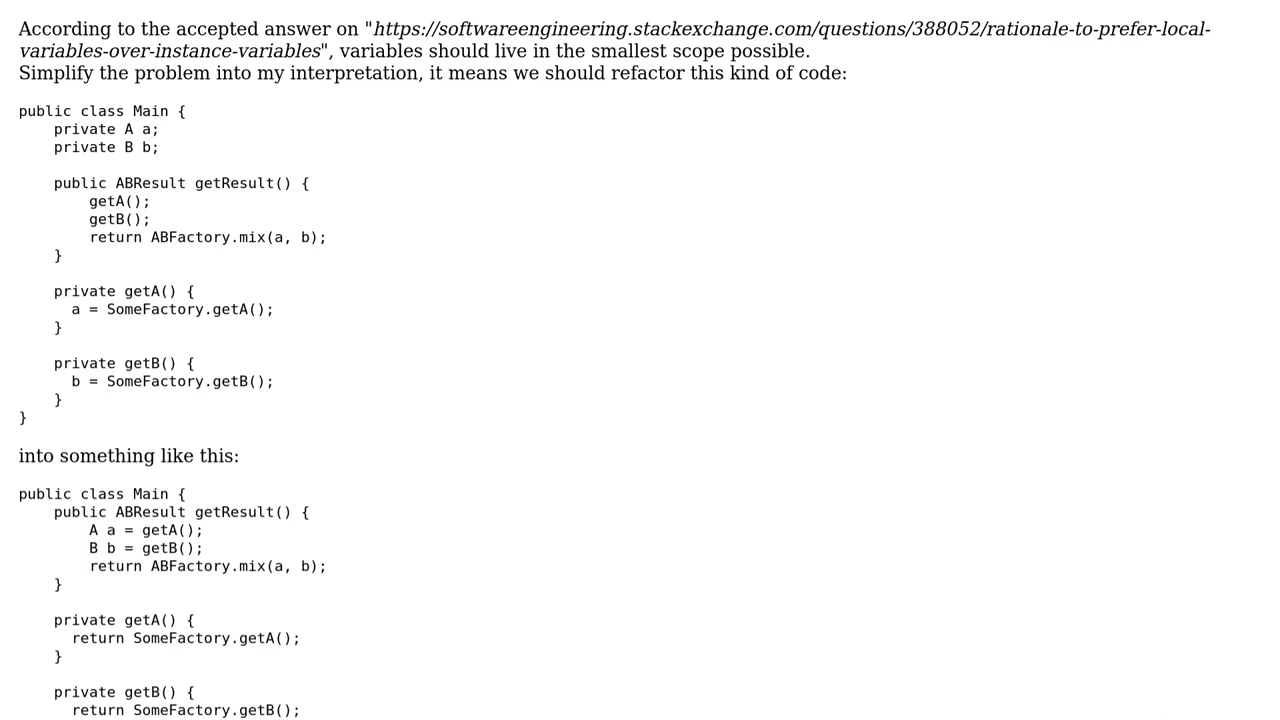 According to the accepted answer on "https://softwareengineering.stackexchange.com/questions/388052/rationale-to-prefer-local-
variables-over-instance-variables", variables should live in the smallest scope possible.
Simplify the problem into my interpretation, it means we should refactor this kind of code:
public class Main {
    private A a;
    private B b;

    public ABResult getResult() {
        getA();
        getB();
        return ABFactory.mix(a, b);
    }

    private getA() {
      a = SomeFactory.getA();
    }

    private getB() {
      b = SomeFactory.getB();
    }
}
into something like this:
public class Main {
    public ABResult getResult() {
        A a = getA();
        B b = getB();
        return ABFactory.mix(a, b);
    }

    private getA() {
      return SomeFactory.getA();
    }

    private getB() {
      return SomeFactory.getB();